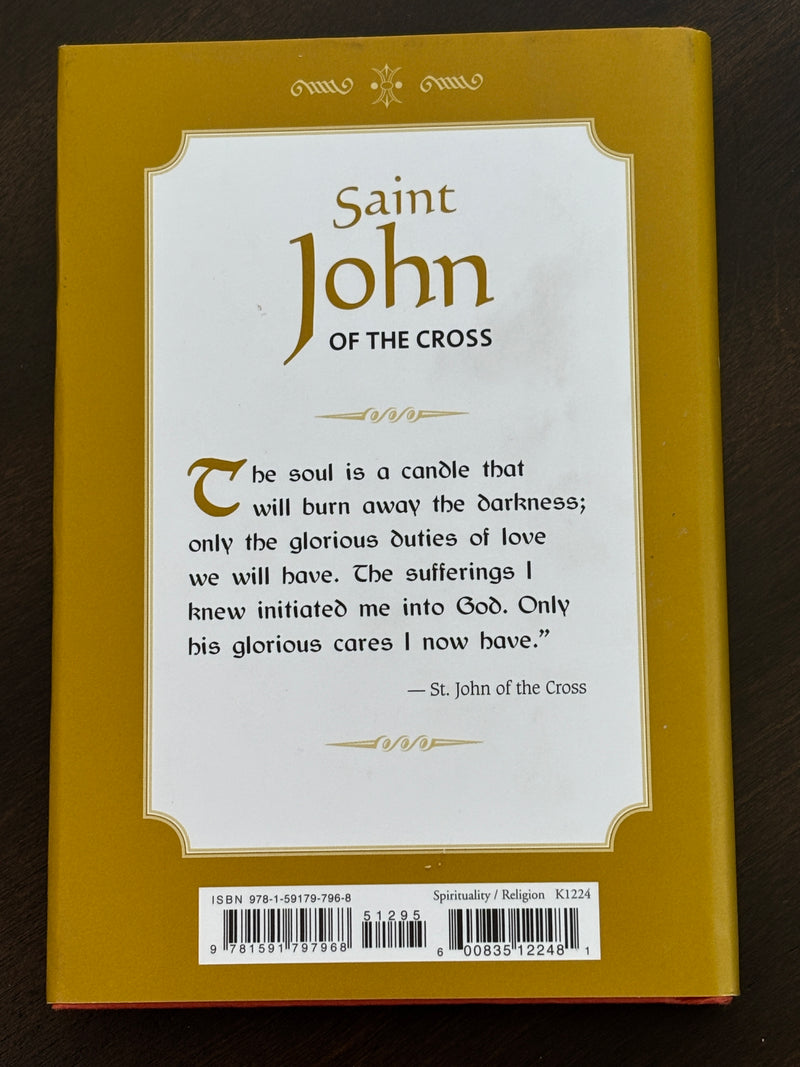 Saint
John
OF THE CROSS
The soul is a candle that
will burn away the darkness;
only the glorious duties of love
we will have. The sufferings I
knew initiated me into God. Only
his glorious cares I now have.”
— St. John of the Cross
ISBN 978-1-59179-796-8
Spirituality / Religion K1224
51295
9 781591 797968
6 00835 12248 1